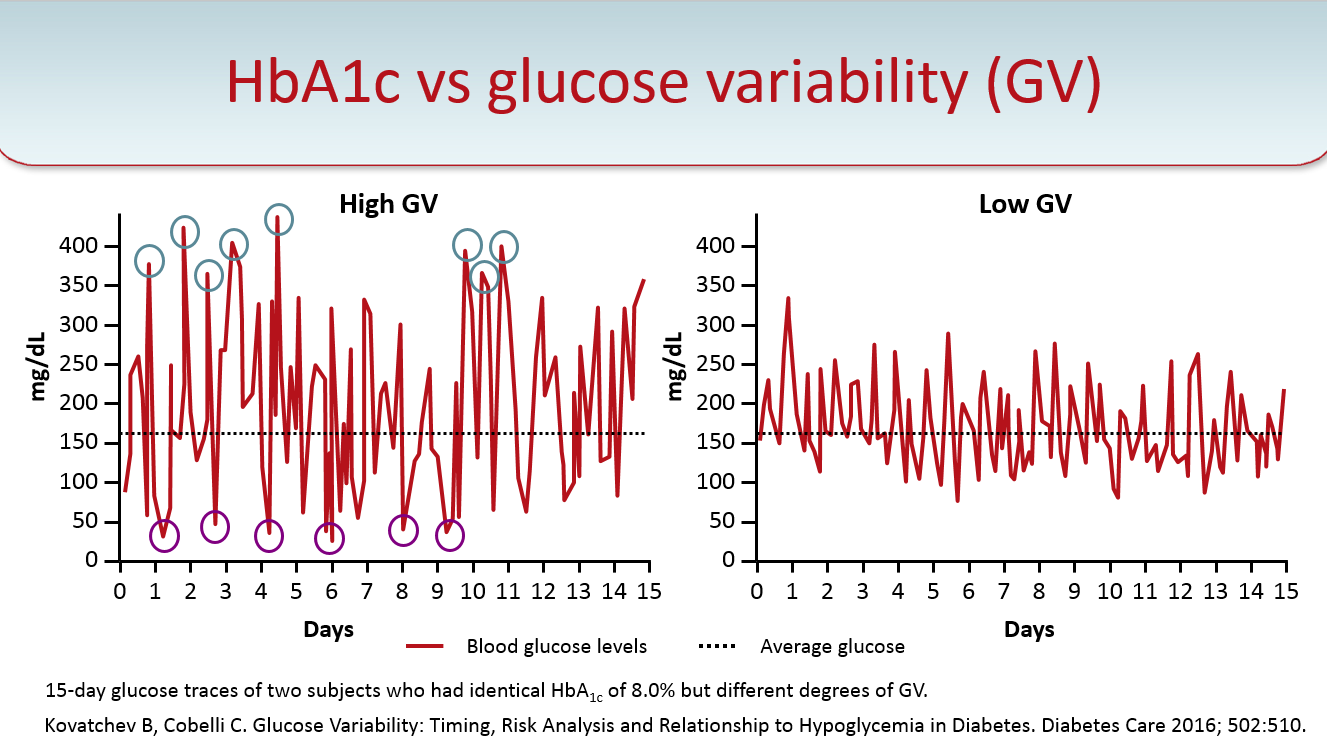 HbA1c vs glucose variability (GV)
High GV
mg/dL
400
350
300
250
200
150
100
50
0
0 1 2 3 4 5 6 7 8 9 10 11 12 13 14 15
Days
Low GV
mg/dL
400
350
300
250
200
150
100
50
0
0 1 2 3 4 5 6 7 8 9 10 11 12 13 14 15
Days
Blood glucose levels
Average glucose
15-day glucose traces of two subjects who had identical HbA1c of 8.0% but different degrees of GV.
Kovatchev B, Cobelli C. Glucose Variability: Timing, Risk Analysis and Relationship to Hypoglycemia in Diabetes. Diabetes Care 2016; 502:510.